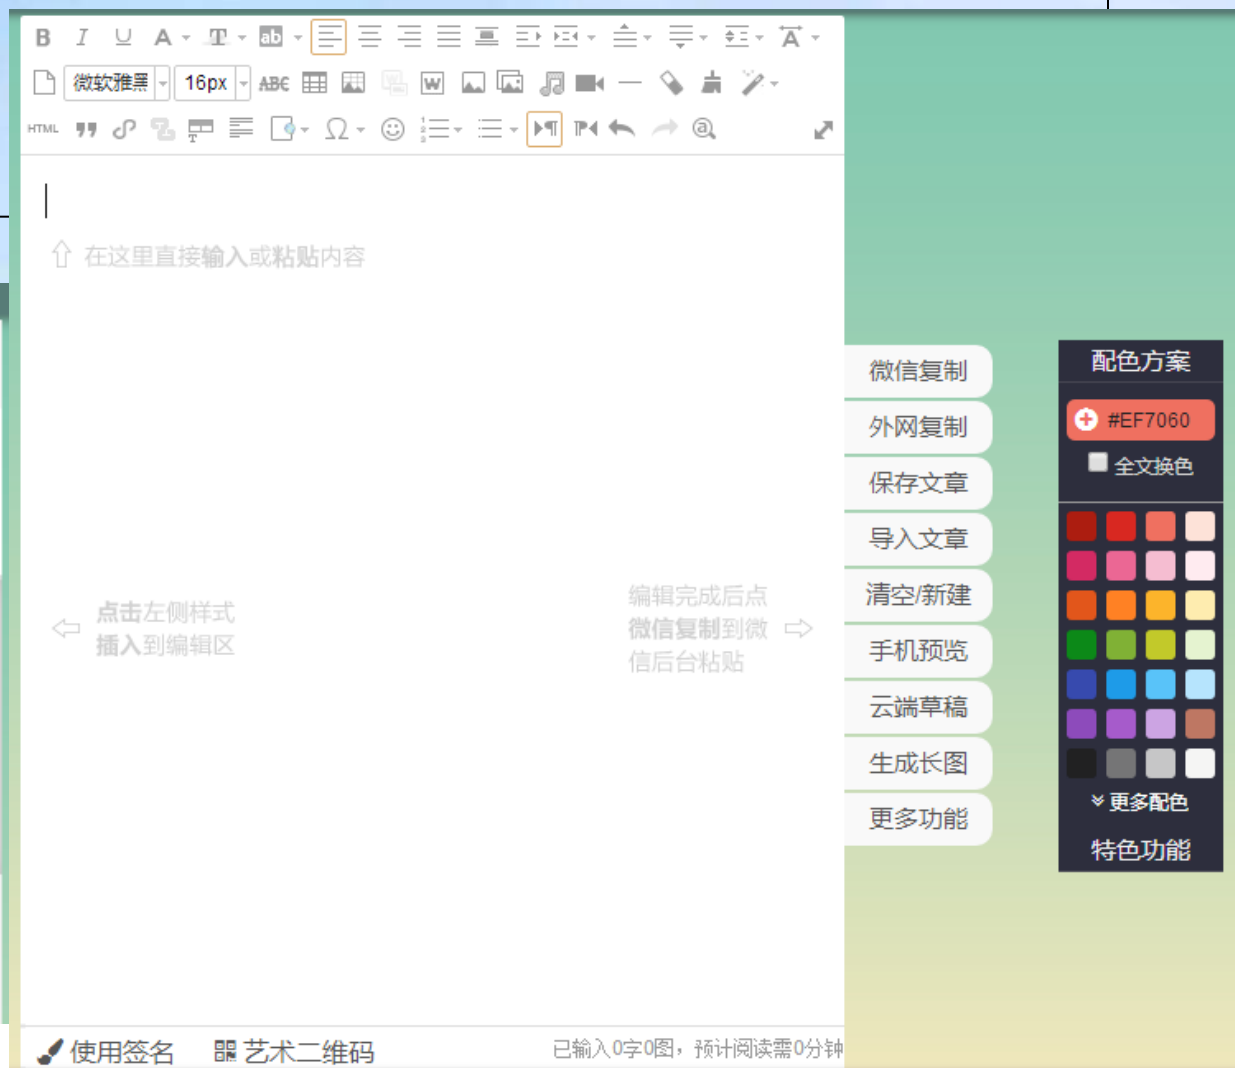 微软雅黑
16px
ABC
HTML
在这里直接输入或粘贴内容
点击左侧样式
插入到编辑区
编辑完成后点
微信复制到微
信后台粘贴
微信复制
外网复制
保存文章
导入文章
清空/新建
手机预览
云端草稿
生成长图
更多功能
配色方案
#EF7060
全文换色
更多配色
特色功能
使用签名
艺术二维码
已输入0字0图，预计阅读需0分钟